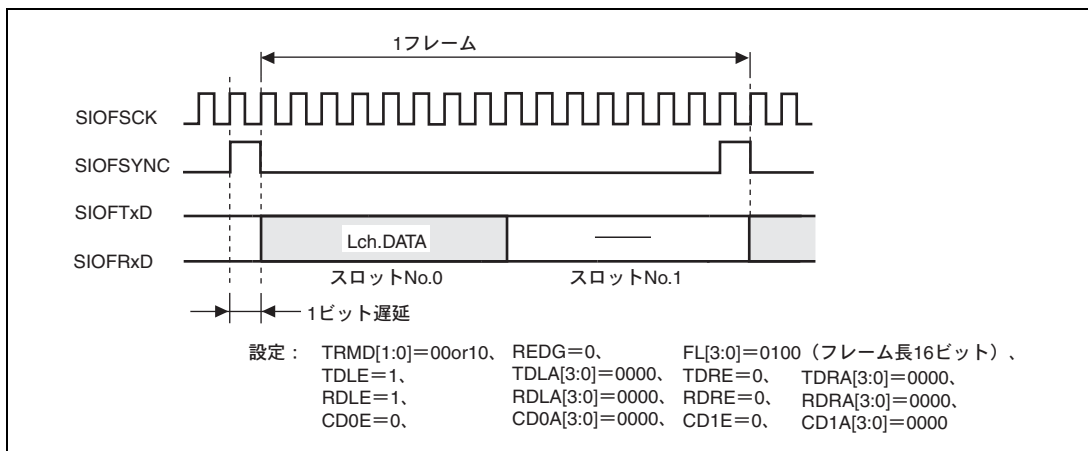 1フレーム
SIOFSCK
SIOFSYNC
SIOFTxD
SIOFRxD
Lch.DATA
スロットNo.0
スロットNo.1
1ビット遅延
設定： TRMD[1:0]＝00or10、 REDG＝0、 FL[3:0]＝0100（フレーム長16ビット）、
TDLE＝1、 TDLA[3:0]＝0000、 TDRE＝0、 TDRA[3:0]＝0000、
RDLE＝1、 RDLA[3:0]＝0000、 RDRE＝0、 RDRA[3:0]＝0000、
CD0E＝0、 CD0A[3:0]＝0000、 CD1E＝0、 CD1A[3:0]＝0000